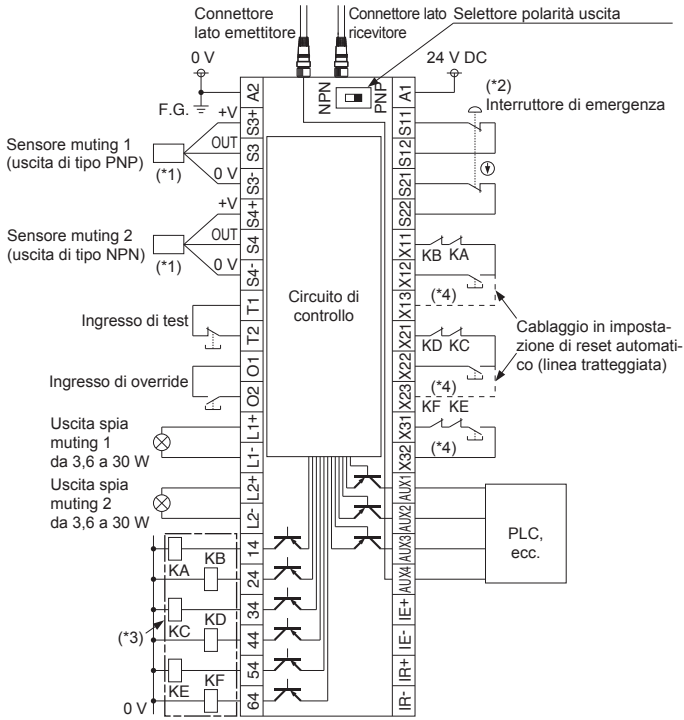 Connettore
lato emettitore
Connettore lato
ricevitore
Selettore polarità uscita
0 V
24 V DC
F.G.
A2
NPN
PNP
A1
(*2)
Interruttore di emergenza
Sensore muting 1
(uscita di tipo PNP)
(*1)
+V
OUT
0 V
S3+
S3
S3-
Sensore muting 2
(uscita di tipo NPN)
(*1)
+V
OUT
0 V
S4+
S4
S4-
Ingresso di test
T1
T2
Ingresso di override
O1
O2
Uscita spia
muting 1
da 3,6 a 30 W
L1+
L1-
Uscita spia
muting 2
da 3,6 a 30 W
L2+
L2-
14
24
34
44
54
64
KA
KB
KC
KD
KE
KF
(*3)
0 V
Circuito di
controllo
S11
S12
S21
S22
X11
X12
X13
X21
X22
X23
X31
X32
AUX1
AUX2
AUX3
AUX4
IE+
IE-
IR+
IR-
KB KA
(*4)
KD KC
(*4)
KF KE
(*4)
Cablaggio in imposta-
zione di reset automati-
co (linea tratteggiata)
PLC,
ecc.